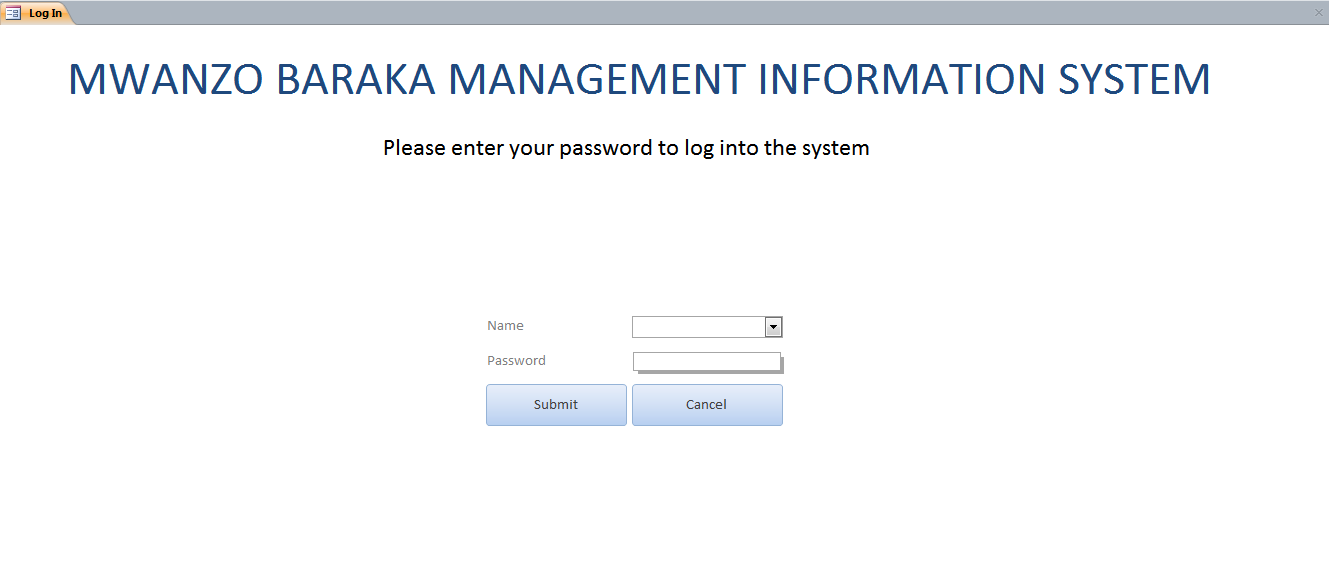 Log In
MWANZO BARAKA MANAGEMENT INFORMATION SYSTEM
Please enter your password to log into the system
Name
Password
Submit Cancel